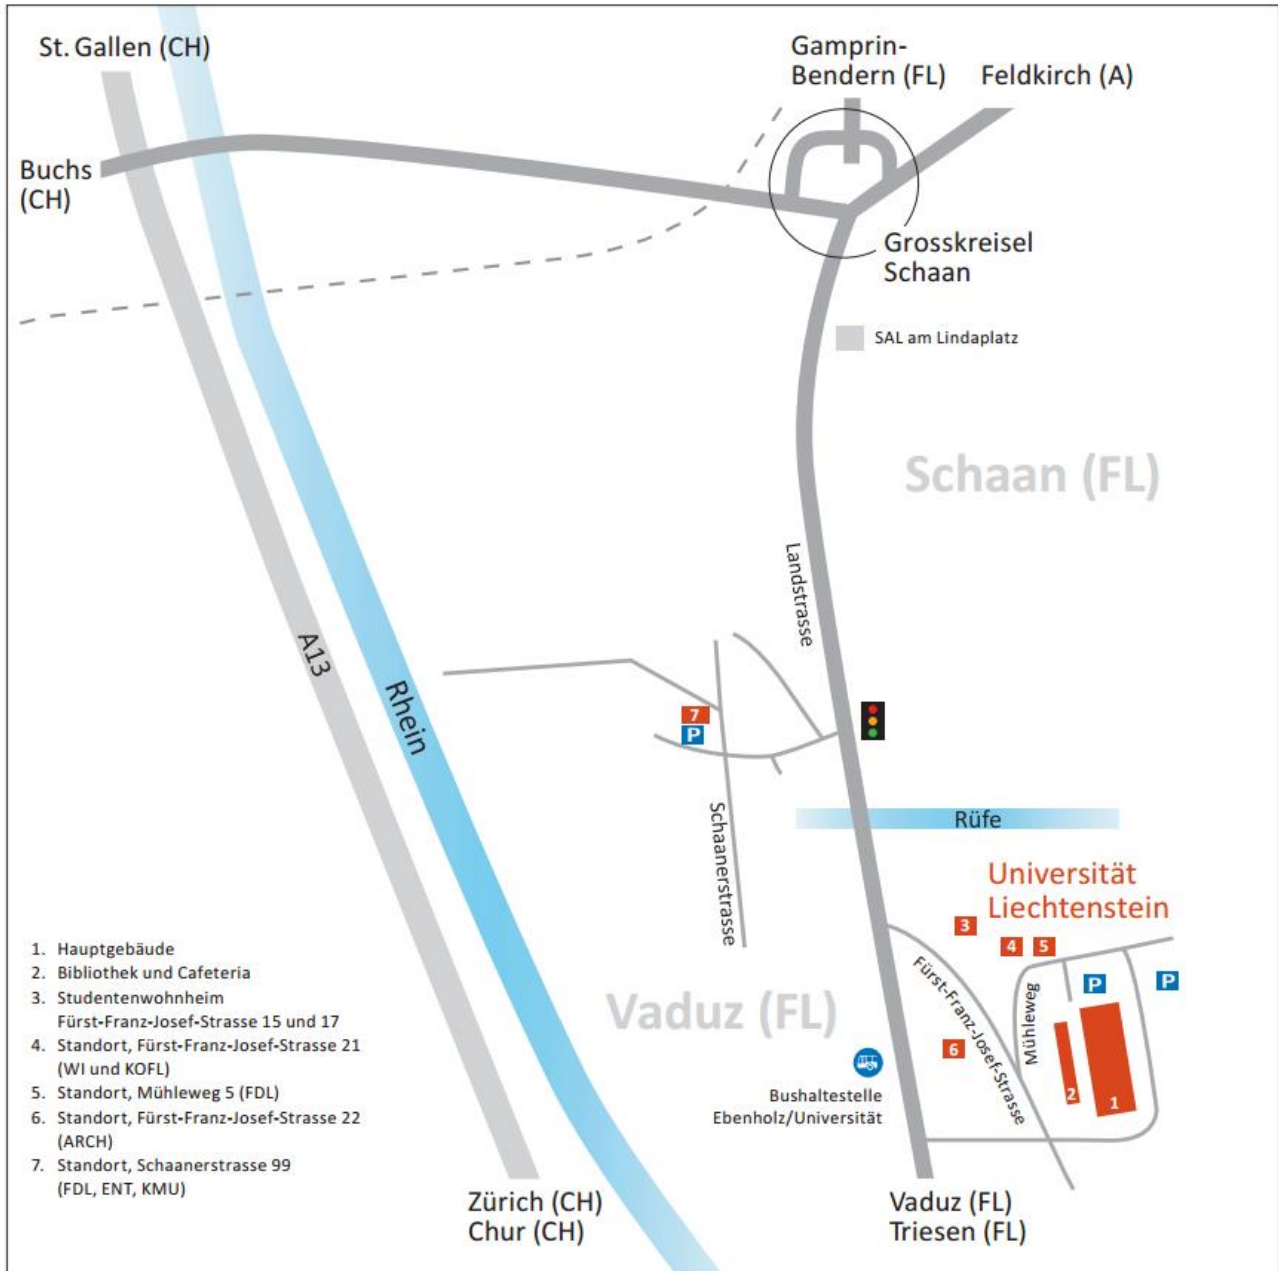 St. Gallen (CH)
Gamprin-
Bendern (FL)
Feldkirch (A)
Buchs
(CH)
Grosskreisel
Schaan
SAL am Lindaplatz
Schaan (FL)
Landstrasse
A13
Rhein
7
P
Schaanerstrasse
Rüfe
Universität
Liechtenstein
3
4
5
P
P
Fürst-Franz-Josef-Strasse
Mühleweg
Vaduz (FL)
6
2
1
Bushaltestelle
Ebenholz/Universität
1. Hauptgebäude
2. Bibliothek und Cafeteria
3. Studentenwohnheim
Fürst-Franz-Josef-Strasse 15 und 17
4. Standort, Fürst-Franz-Josef-Strasse 21
(WI und KOFL)
5. Standort, Mühleweg 5 (FDL)
6. Standort, Fürst-Franz-Josef-Strasse 22
(ARCH)
7. Standort, Schaanerstrasse 99
(FDL, ENT, KMU)
Zürich (CH)
Chur (CH)
Vaduz (FL)
Triesen (FL)